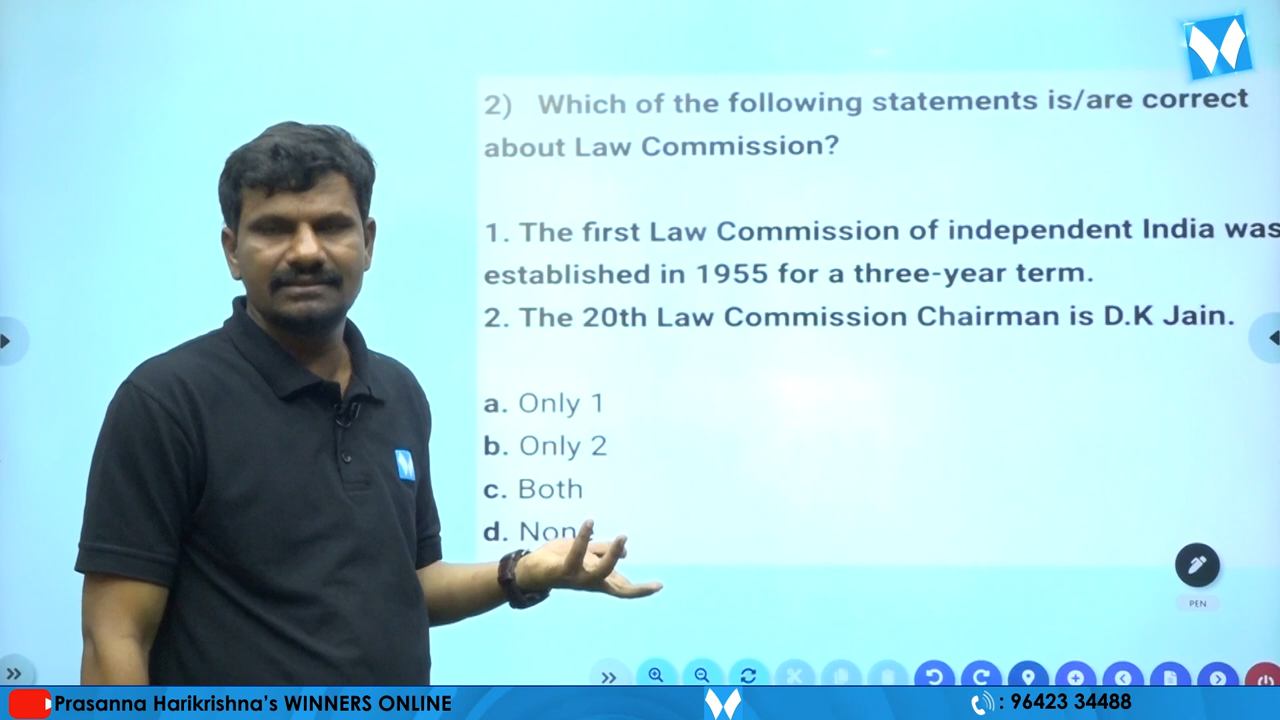 2) Which of the following statements is/are correct
about Law Commission?
1. The first Law Commission of independent India was
established in 1955 for a three-year term.
2. The 20th Law Commission Chairman is D.K Jain.
a. Only 1
b. Only 2
c. Both
d. None
PEN
Prasanna Harikrishna's WINNERS ONLINE
: 96423 34488